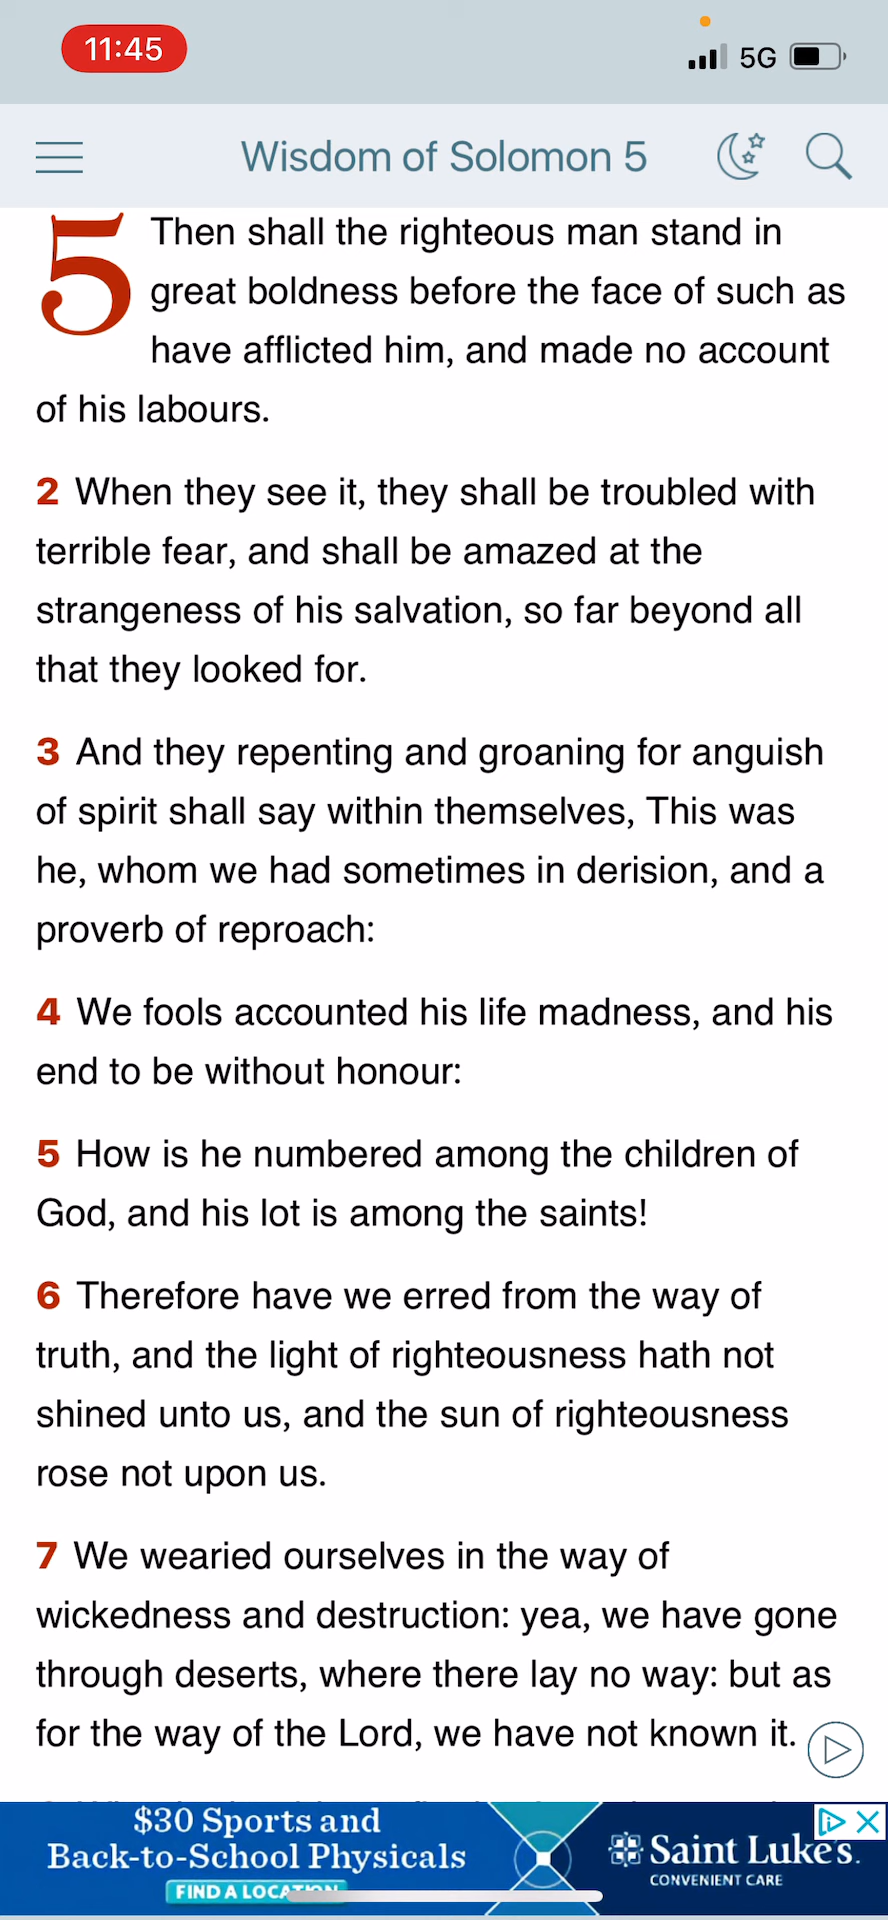 11:45
5G
Wisdom of Solomon 5
5 Then shall the righteous man stand in
great boldness before the face of such as
have afflicted him, and made no account
of his labours.
2 When they see it, they shall be troubled with
terrible fear, and shall be amazed at the
strangeness of his salvation, so far beyond all
that they looked for.
3 And they repenting and groaning for anguish
of spirit shall say within themselves, This was
he, whom we had sometimes in derision, and a
proverb of reproach:
4 We fools accounted his life madness, and his
end to be without honour:
5 How is he numbered among the children of
God, and his lot is among the saints!
6 Therefore have we erred from the way of
truth, and the light of righteousness hath not
shined unto us, and the sun of righteousness
rose not upon us.
7 We wearied ourselves in the way of
wickedness and destruction: yea, we have gone
through deserts, where there lay no way: but as
for the way of the Lord, we have not known it.
$30 Sports and
Back-to-School Physicals
FIND A LOCATION
Saint Luke's.
CONVENIENT CARE